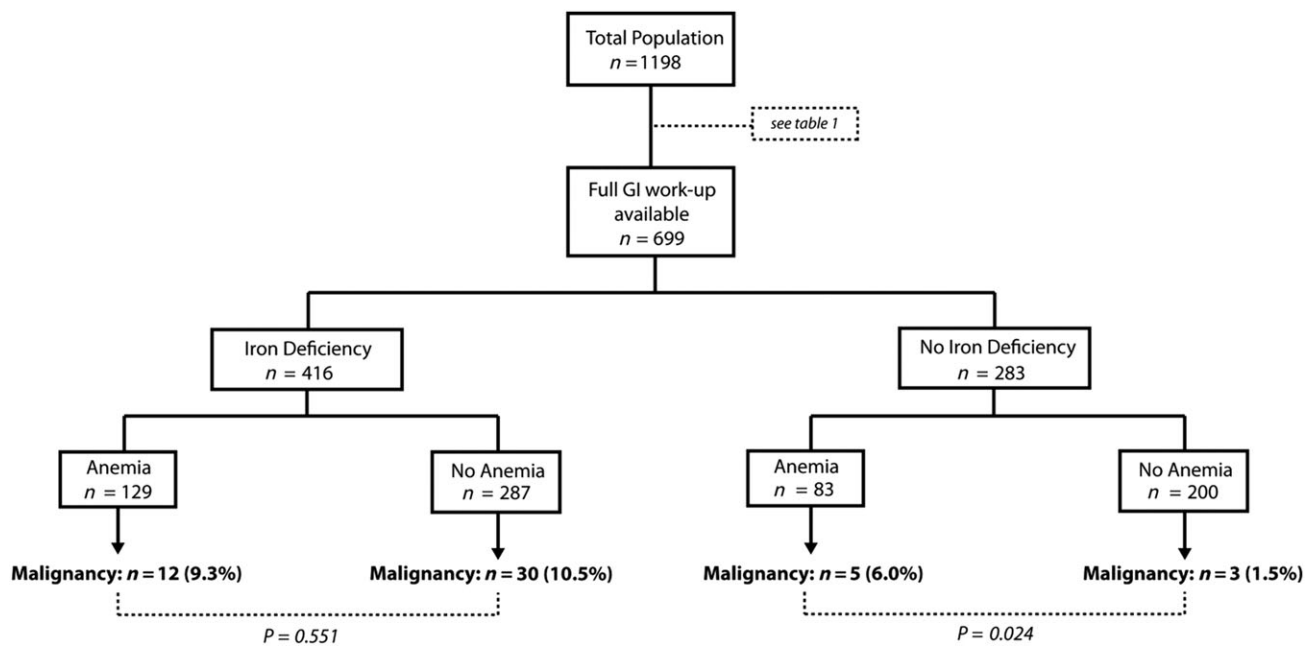 Total Population
n = 1198
see table 1
Full GI work-up
available
n = 699
Iron Deficiency
n = 416
No Iron Deficiency
n = 283
Anemia
n = 129
No Anemia
n = 287
Anemia
n = 83
No Anemia
n = 200
Malignancy: n = 12 (9.3%)
Malignancy: n = 30 (10.5%)
Malignancy: n = 5 (6.0%)
Malignancy: n = 3 (1.5%)
P = 0.551
P = 0.024